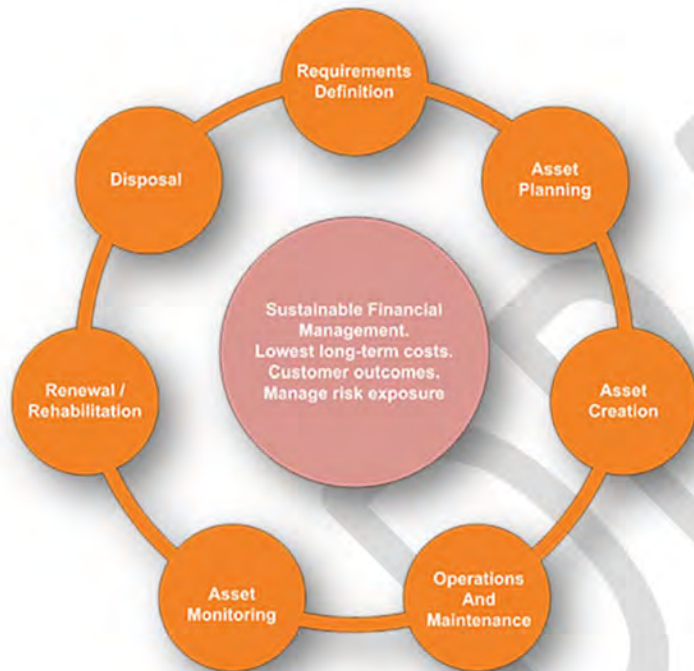 Requirements
Definition
Asset
Planning
Asset
Creation
Operations
And
Maintenance
Asset
Monitoring
Renewal /
Rehabilitation
Disposal
Sustainable Financial
Management.
Lowest long-term costs.
Customer outcomes.
Manage risk exposure